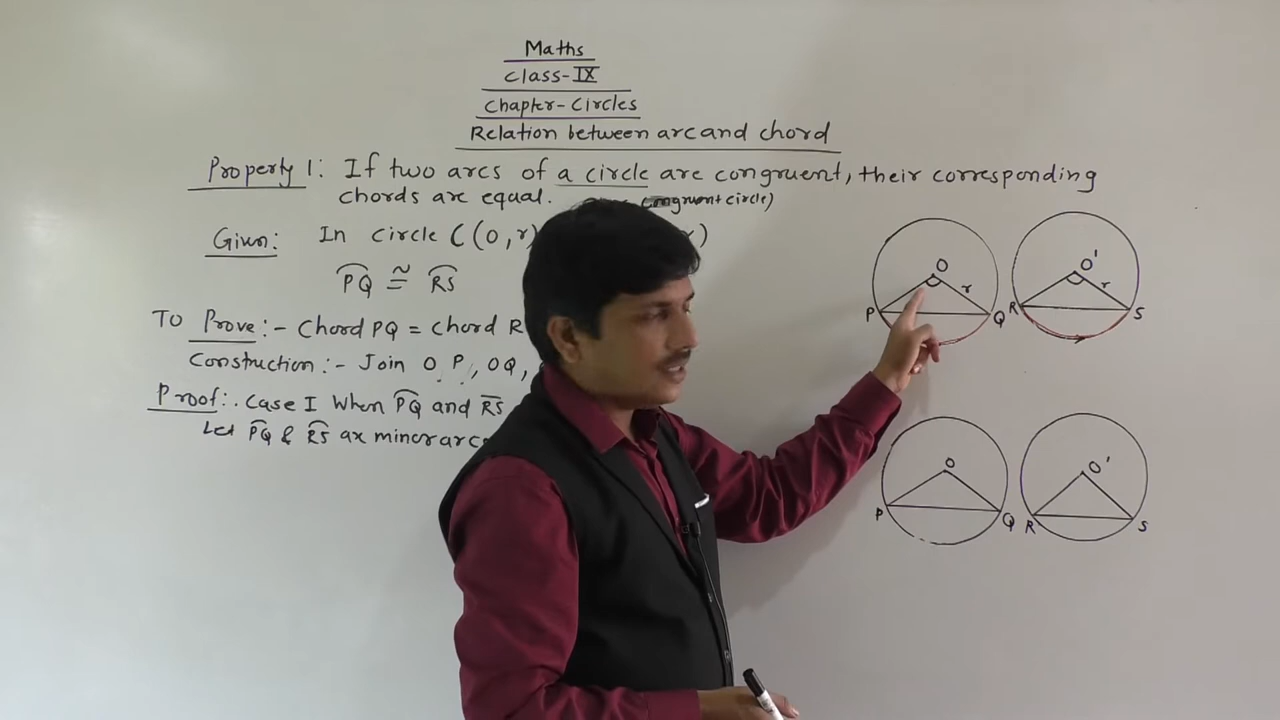 Maths
Class-IX
Chapter-Circles
Relation between arc and chord
Property 1: If two arcs of a circle are congruent, their corresponding
chords are equal. congruent circle)
Given: In circle C(O,r) r)
PQ ≅ RS
To Prove:- Chord PQ = Chord R
Construction:- Join OP, OQ,
Proof:. Case I When PQ and RS
Let PQ & RS are minor arc
O r P Q
O' r R S
O P Q
O' R S